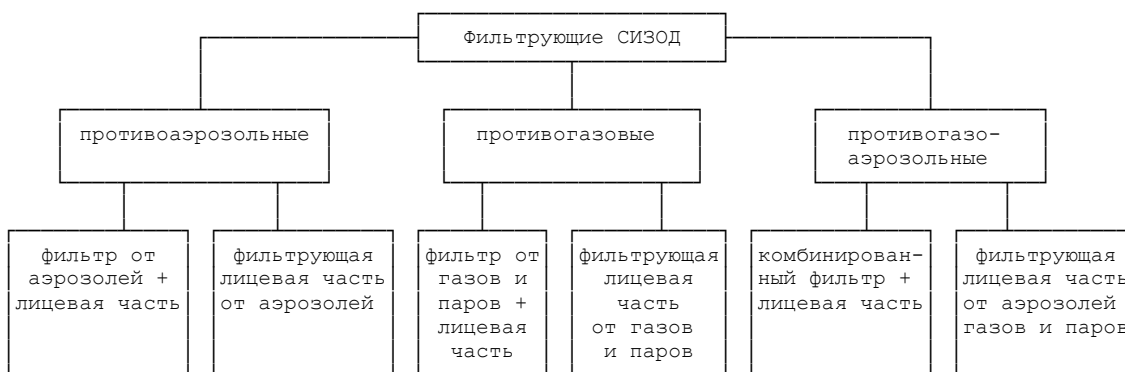 Фильтрующие СИЗОД
противоаэрозольные
противогазовые
противогазо-
аэрозольные
фильтр от
аэрозолей +
лицевая часть
фильтрующая
лицевая часть
от аэрозолей
фильтр от
газов и
паров +
лицевая
часть
фильтрующая
лицевая
часть
от газов
и паров
комбинирован-
ный фильтр +
лицевая часть
фильтрующая
лицевая часть
от аэрозолей
газов и паров